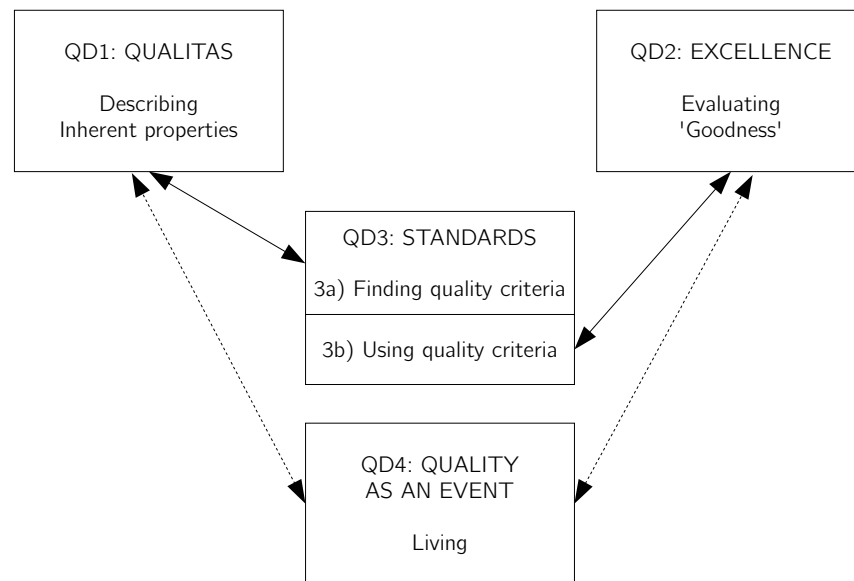 QD1: QUALITAS
Describing
Inherent properties
QD2: EXCELLENCE
Evaluating
'Goodness'
QD3: STANDARDS
3a) Finding quality criteria
3b) Using quality criteria
QD4: QUALITY
AS AN EVENT
Living